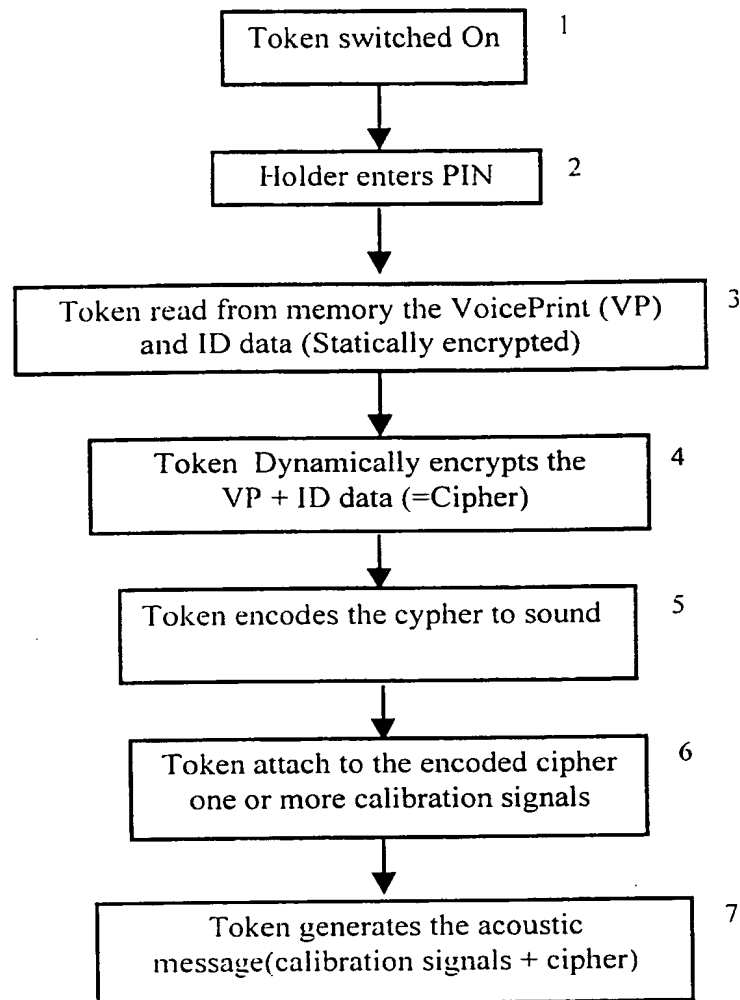 Token switched On
1
Holder enters PIN
2
Token read from memory the VoicePrint (VP)
and ID data (Statically encrypted)
3
Token Dynamically encrypts the
VP + ID data (=Cipher)
4
Token encodes the cypher to sound
5
Token attach to the encoded cipher
one or more calibration signals
6
Token generates the acoustic
message(calibration signals + cipher)
7